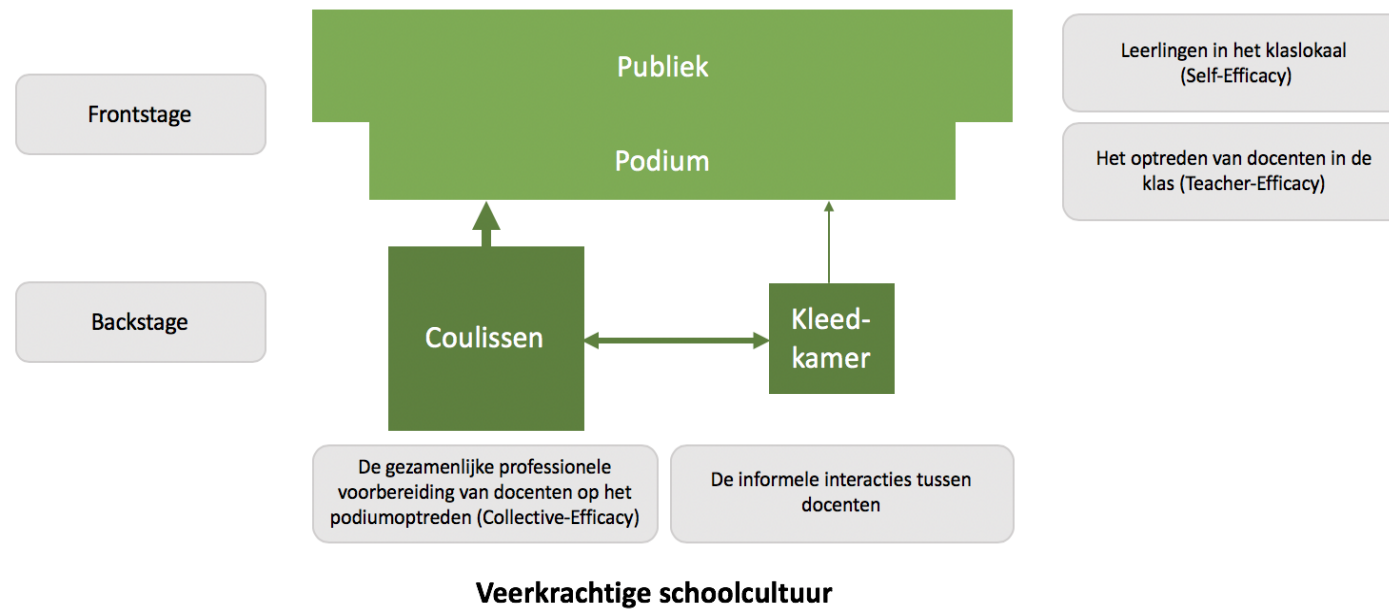 Publiek
Leerlingen in het klaslokaal
(Self-Efficacy)
Frontstage
Podium
Het optreden van docenten in de
klas (Teacher-Efficacy)
Backstage
Coulissen
Kleed-
kamer
De gezamenlijke professionele
voorbereiding van docenten op het
podiumoptreden (Collective-Efficacy)
De informele interacties tussen
docenten
Veerkrachtige schoolcultuur